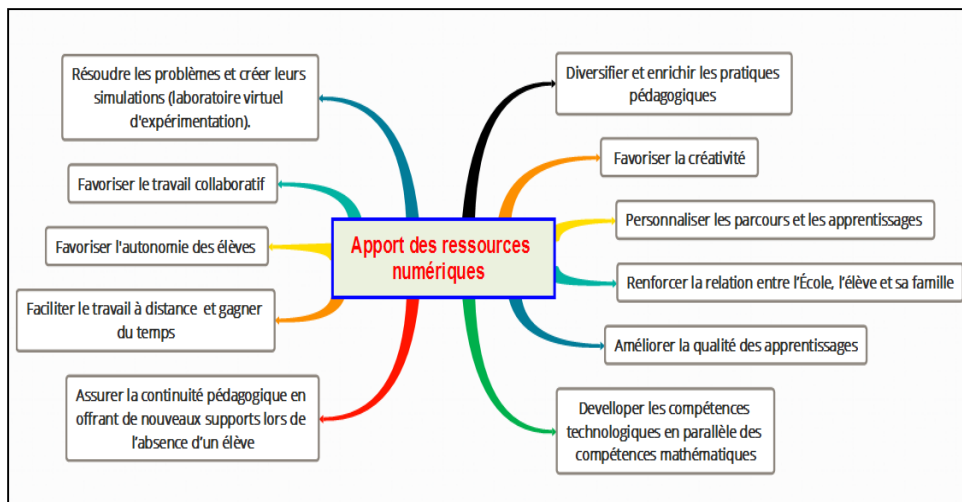 Résoudre les problèmes et créer leurs
simulations (laboratoire virtuel
d'expérimentation).
Favoriser le travail collaboratif
Favoriser l'autonomie des élèves
Faciliter le travail à distance et gagner
du temps
Assurer la continuité pédagogique en
offrant de nouveaux supports lors de
l'absence d'un élève
Apport des ressources
numériques
Diversifier et enrichir les pratiques
pédagogiques
Favoriser la créativité
Personnaliser les parcours et les apprentissages
Renforcer la relation entre l'École, l'élève et sa famille
Améliorer la qualité des apprentissages
Develloper les compétences
technologiques en parallèle des
compétences mathématiques